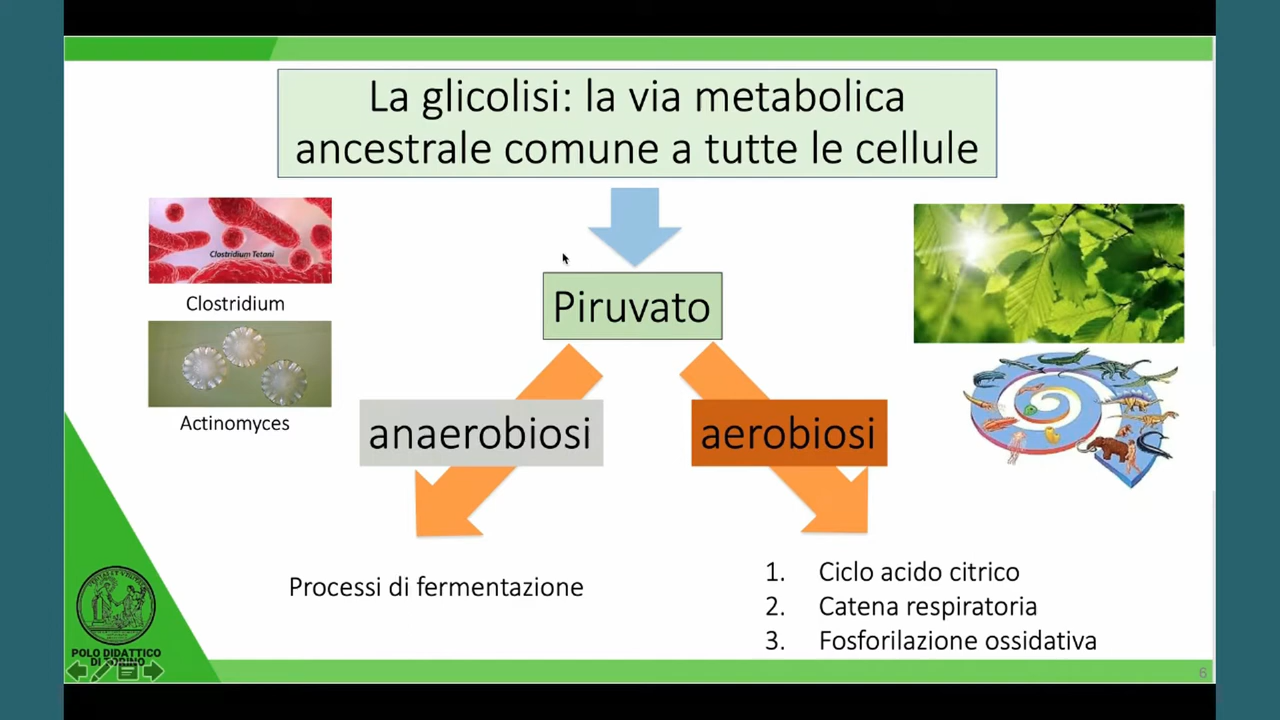 La glicolisi: la via metabolica
ancestrale comune a tutte le cellule
Clostridium Tetani
Clostridium
Actinomyces
Piruvato
anaerobiosi
aerobiosi
Processi di fermentazione
1. Ciclo acido citrico
2. Catena respiratoria
3. Fosforilazione ossidativa
POLO DIDATTICO
DI TORINO
6